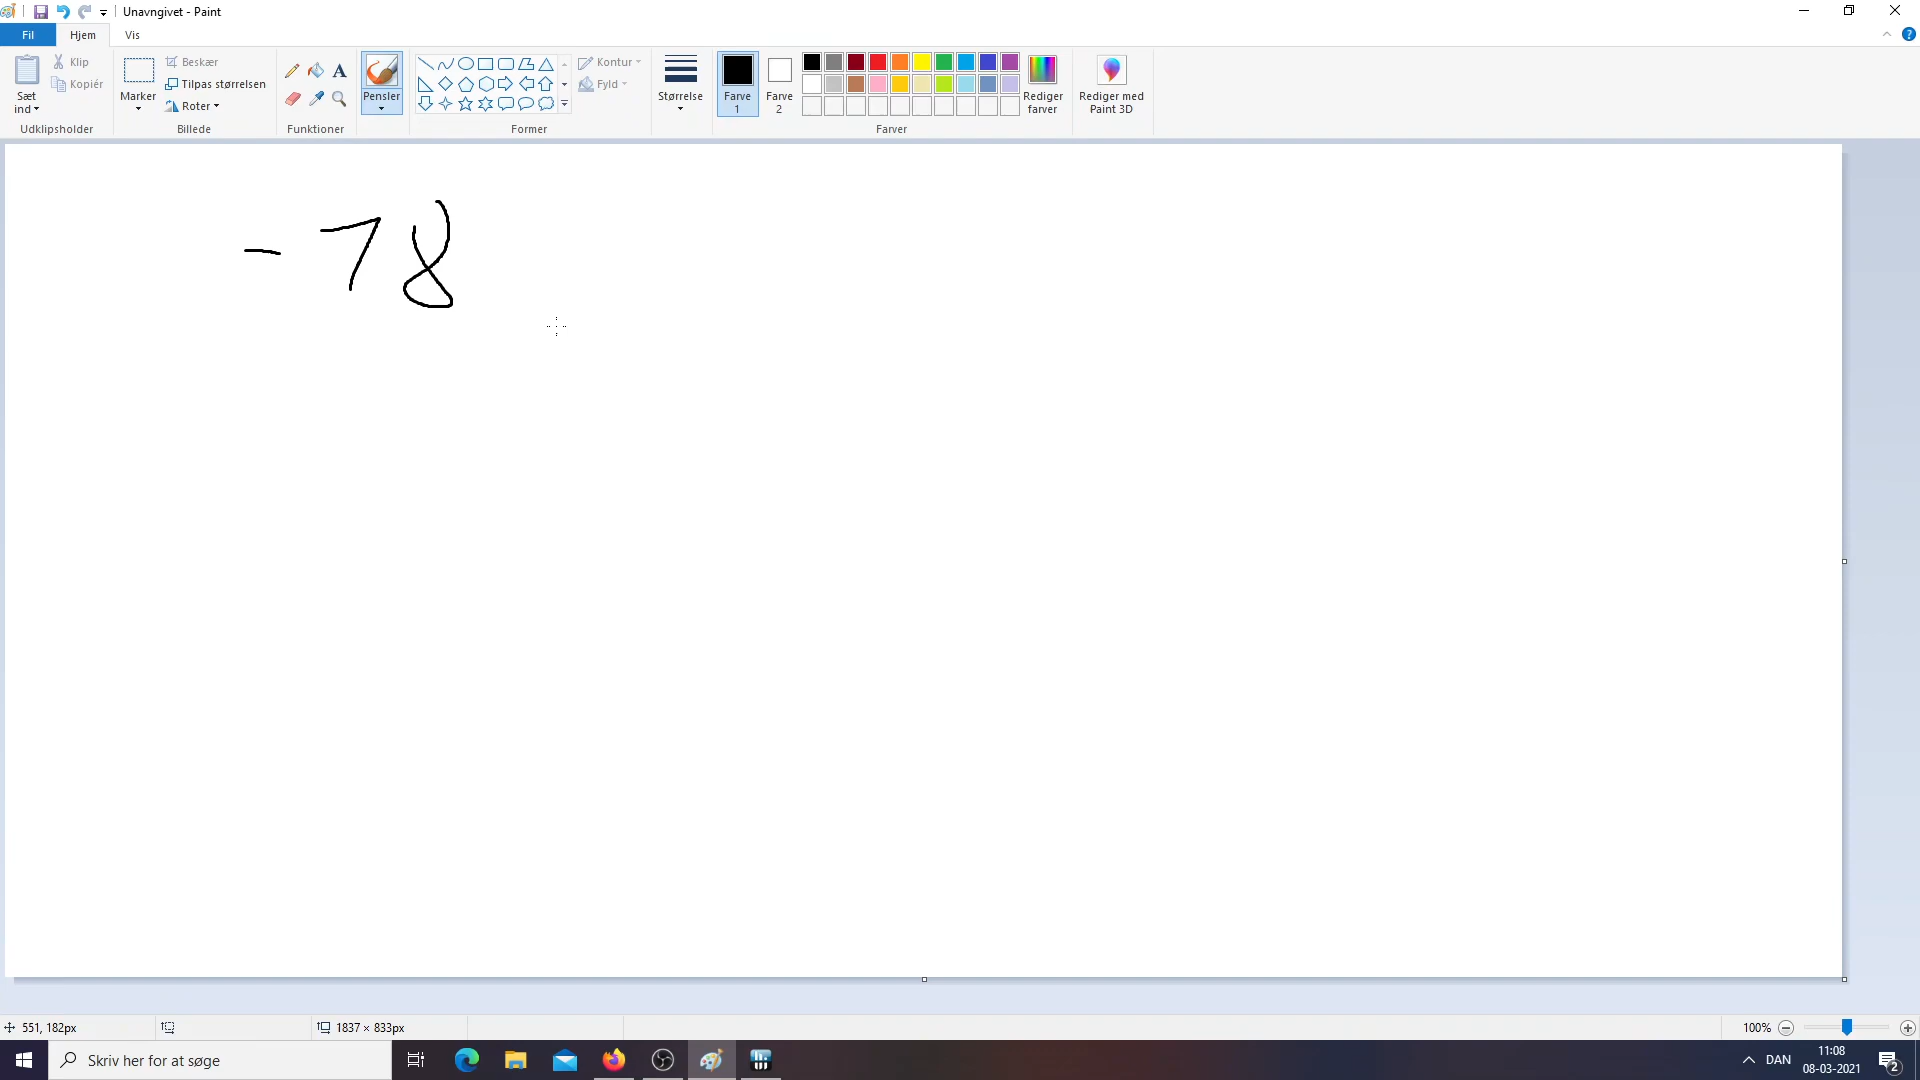 Unavngivet - Paint
Fil Hjem Vis
Sæt ind
Klip
Kopiér
Udklipsholder
Marker
Beskær
Tilpas størrelsen
Roter
Billede
A
Funktioner
Pensler
Kontur
Fyld
Former
Størrelse
Farve 1
Farve 2
Rediger farver
Farver
Rediger med Paint 3D
- 78
551, 182px
1837 × 833px
100%
Skriv her for at søge
DAN
11:08
08-03-2021
2